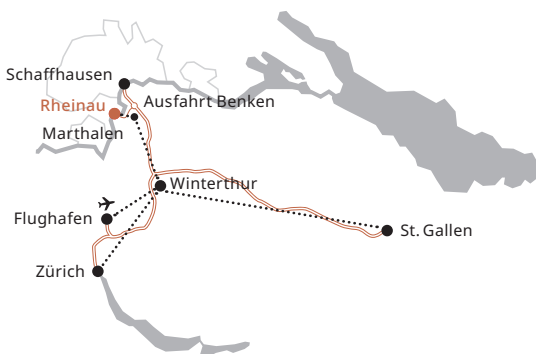 Schaffhausen
Rheinau
Ausfahrt Benken
Marthalen
Winterthur
Flughafen
St. Gallen
Zürich